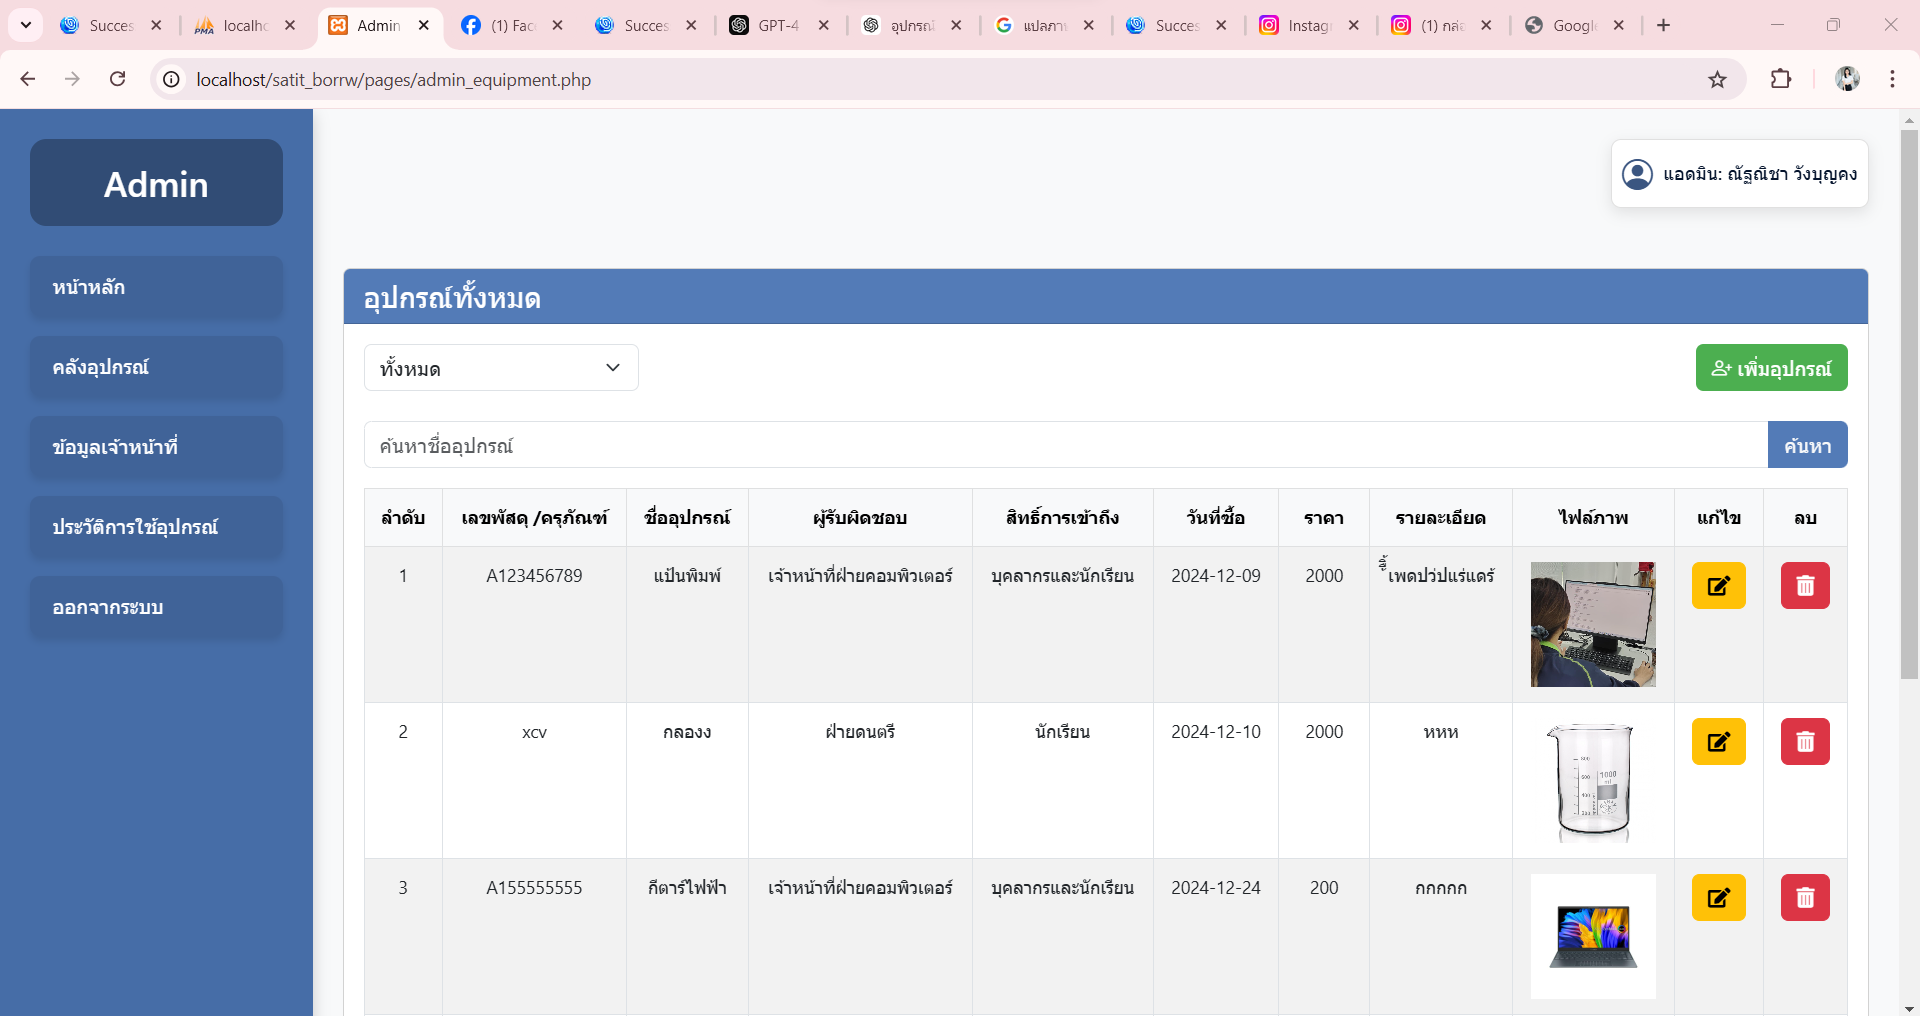 Succes
localho
Admin
(1) Fac
Succes
GPT-4
อุปกรณ์
แปลภา
Succes
Instagr
(1) กล่อ
Google
localhost/satit_borrw/pages/admin_equipment.php
Admin
แอดมิน: ณัฐณิชา วังบุญคง
หน้าหลัก
คลังอุปกรณ์
ข้อมูลเจ้าหน้าที่
ประวัติการใช้อุปกรณ์
ออกจากระบบ
อุปกรณ์ทั้งหมด
ทั้งหมด
เพิ่มอุปกรณ์
ค้นหาชื่ออุปกรณ์
ค้นหา
ลำดับ เลขพัสดุ /ครุภัณฑ์ ชื่ออุปกรณ์ ผู้รับผิดชอบ สิทธิ์การเข้าถึง วันที่ซื้อ ราคา รายละเอียด ไฟล์ภาพ แก้ไข ลบ
1 A123456789 แป้นพิมพ์ เจ้าหน้าที่ฝ่ายคอมพิวเตอร์ บุคลากรและนักเรียน 2024-12-09 2000
2 xcv กลองง ฝ่ายดนตรี นักเรียน 2024-12-10 2000 หหห
3 A155555555 กีตาร์ไฟฟ้า เจ้าหน้าที่ฝ่ายคอมพิวเตอร์ บุคลากรและนักเรียน 2024-12-24 200 กกกกก